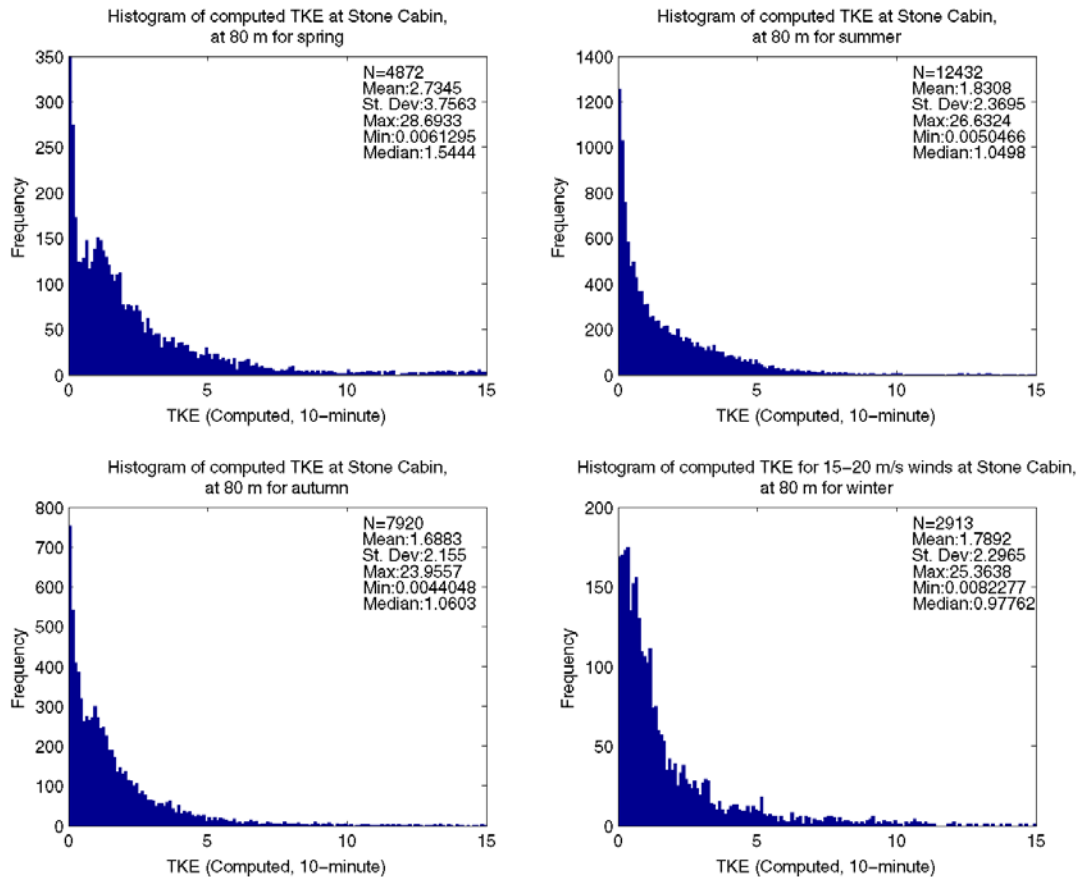 Histogram of computed TKE at Stone Cabin,
at 80 m for spring
350
300
250
200
150
100
50
0
Frequency
N=4872
Mean:2.7345
St. Dev:3.7563
Max:28.6933
Min:0.0061295
Median:1.5444
0 5 10 15
TKE (Computed, 10-minute)
Histogram of computed TKE at Stone Cabin,
at 80 m for summer
1400
1200
1000
800
600
400
200
0
Frequency
N=12432
Mean:1.8308
St. Dev:2.3695
Max:26.6324
Min:0.0050466
Median:1.0498
0 5 10 15
TKE (Computed, 10-minute)
Histogram of computed TKE at Stone Cabin,
at 80 m for autumn
800
700
600
500
400
300
200
100
0
Frequency
N=7920
Mean:1.6883
St. Dev:2.155
Max:23.9557
Min:0.0044048
Median:1.0603
0 5 10 15
TKE (Computed, 10-minute)
Histogram of computed TKE for 15-20 m/s winds at Stone Cabin,
at 80 m for winter
200
150
100
50
0
Frequency
N=2913
Mean:1.7892
St. Dev:2.2965
Max:25.3638
Min:0.0082277
Median:0.97762
0 5 10 15
TKE (Computed, 10-minute)